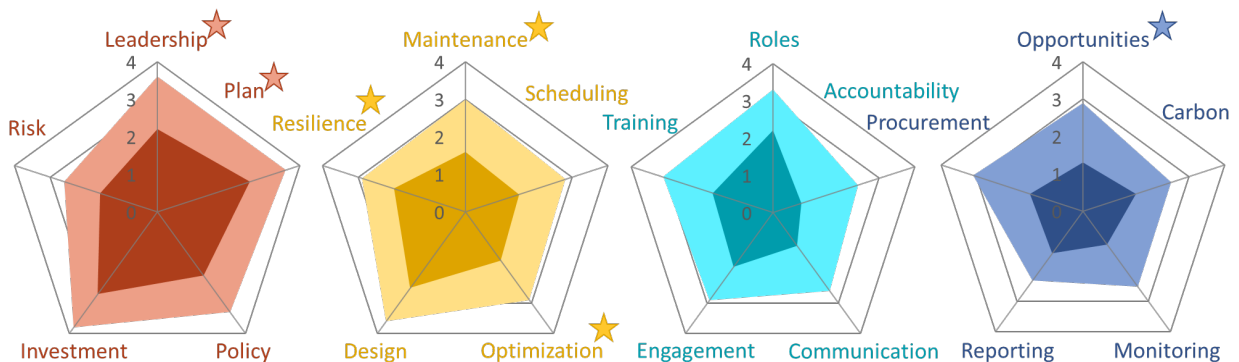 Leadership
4
Plan
3
Risk
2
1
0
Investment
Policy
Maintenance
4
Scheduling
3
Resilience
2
1
0
Design
Optimization
Roles
4
Accountability
3
Training
2
1
0
Engagement
Communication
Opportunities
4
Carbon
3
Procurement
2
1
0
Reporting
Monitoring